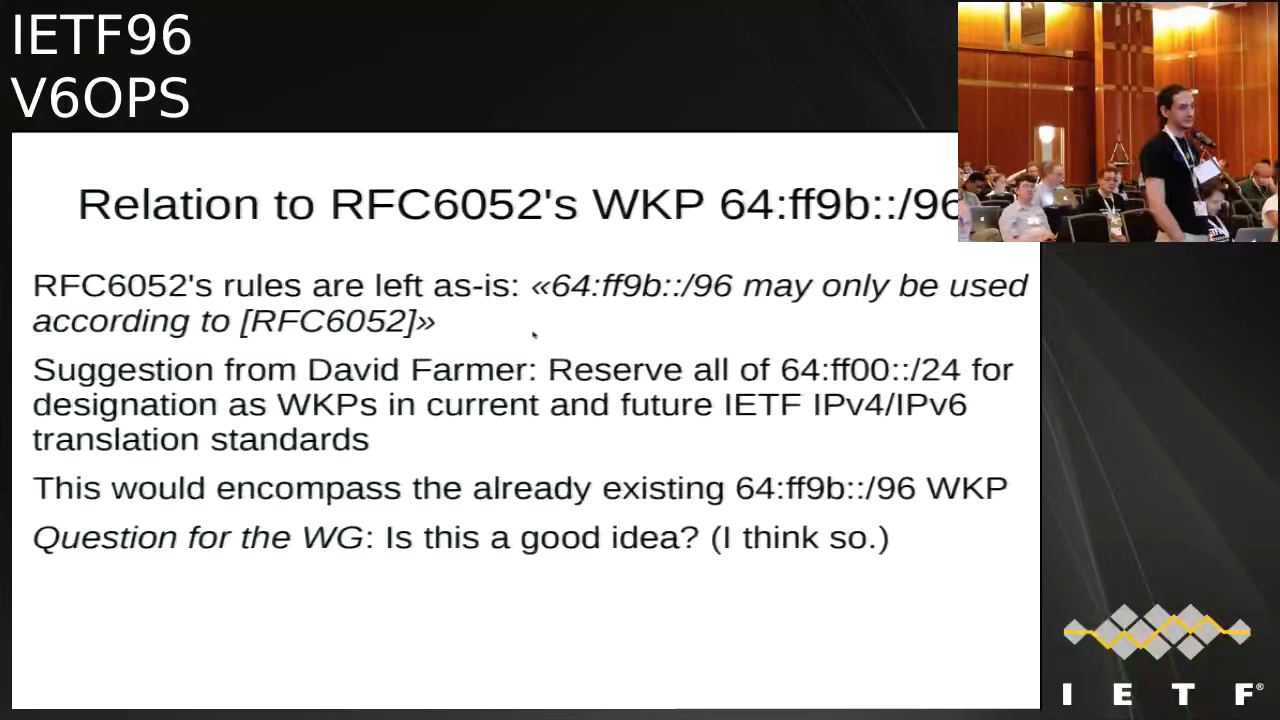 IETF96
V6OPS
Relation to RFC6052's WKP 64:ff9b::/96
RFC6052's rules are left as-is: «64:ff9b::/96 may only be used
according to [RFC6052]»
Suggestion from David Farmer: Reserve all of 64:ff00::/24 for
designation as WKPs in current and future IETF IPv4/IPv6
translation standards
This would encompass the already existing 64:ff9b::/96 WKP
Question for the WG: Is this a good idea? (I think so.)
I E T F®